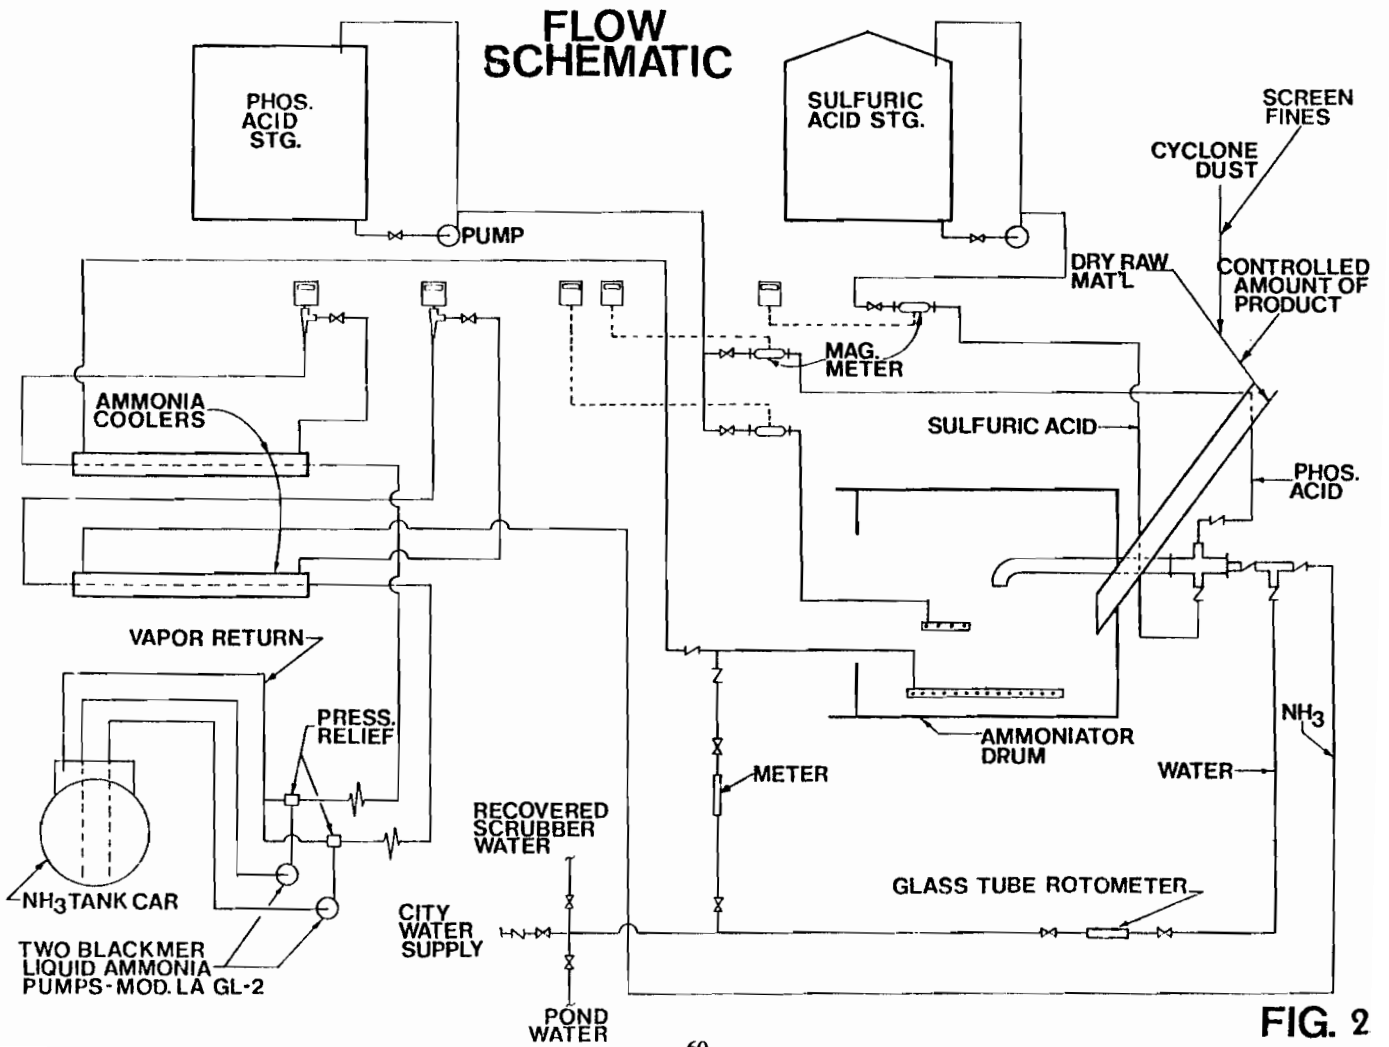 FLOW
SCHEMATIC
PHOS.
ACID
STG.
SULFURIC
ACID STG.
SCREEN
FINES
CYCLONE
DUST
PUMP
DRY RAW
MAT'L
CONTROLLED
AMOUNT OF
PRODUCT
MAG.
METER
AMMONIA
COOLERS
SULFURIC ACID
PHOS.
ACID
VAPOR RETURN
PRESS.
RELIEF
AMMONIATOR
DRUM
NH3
METER
WATER
RECOVERED
SCRUBBER
WATER
GLASS TUBE ROTOMETER
NH3 TANK CAR
CITY
WATER
SUPPLY
TWO BLACKMER
LIQUID AMMONIA
PUMPS-MOD. LA GL-2
POND
WATER
FIG. 2